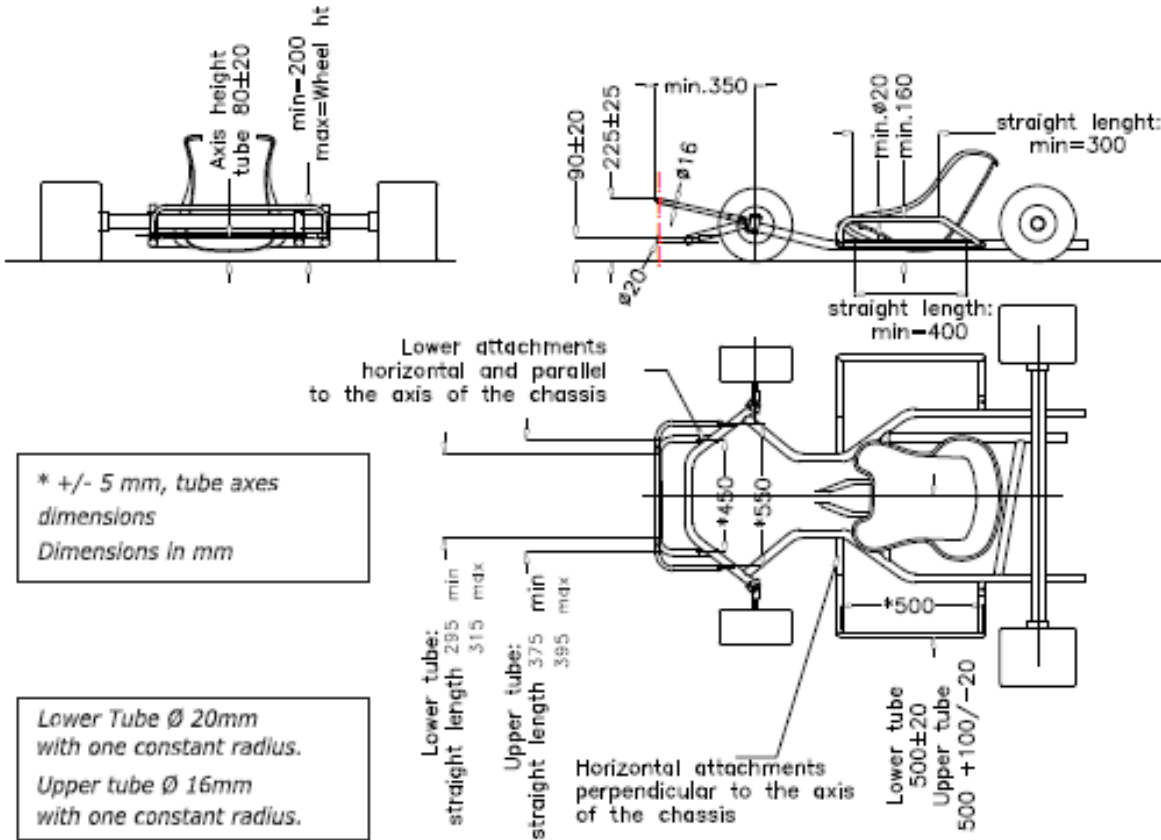 Axis height
tube 80±20
min-200
max=Wheel ht
min.350
90±20
225±25
ø16
ø20
min.ø20
min.160
straight lenght:
min=300
straight length:
min-400
Lower attachments
horizontal and parallel
to the axis of the chassis
* +/- 5 mm, tube axes
dimensions
Dimensions in mm
*450
*550
*500
Lower tube:
straight length 295 min
315 max
Upper tube:
straight length 375 min
395 max
Lower Tube Ø 20mm
with one constant radius.
Upper tube Ø 16mm
with one constant radius.
Horizontal attachments
perpendicular to the axis
of the chassis
Lower tube
500±20
Upper tube
500 +100/-20